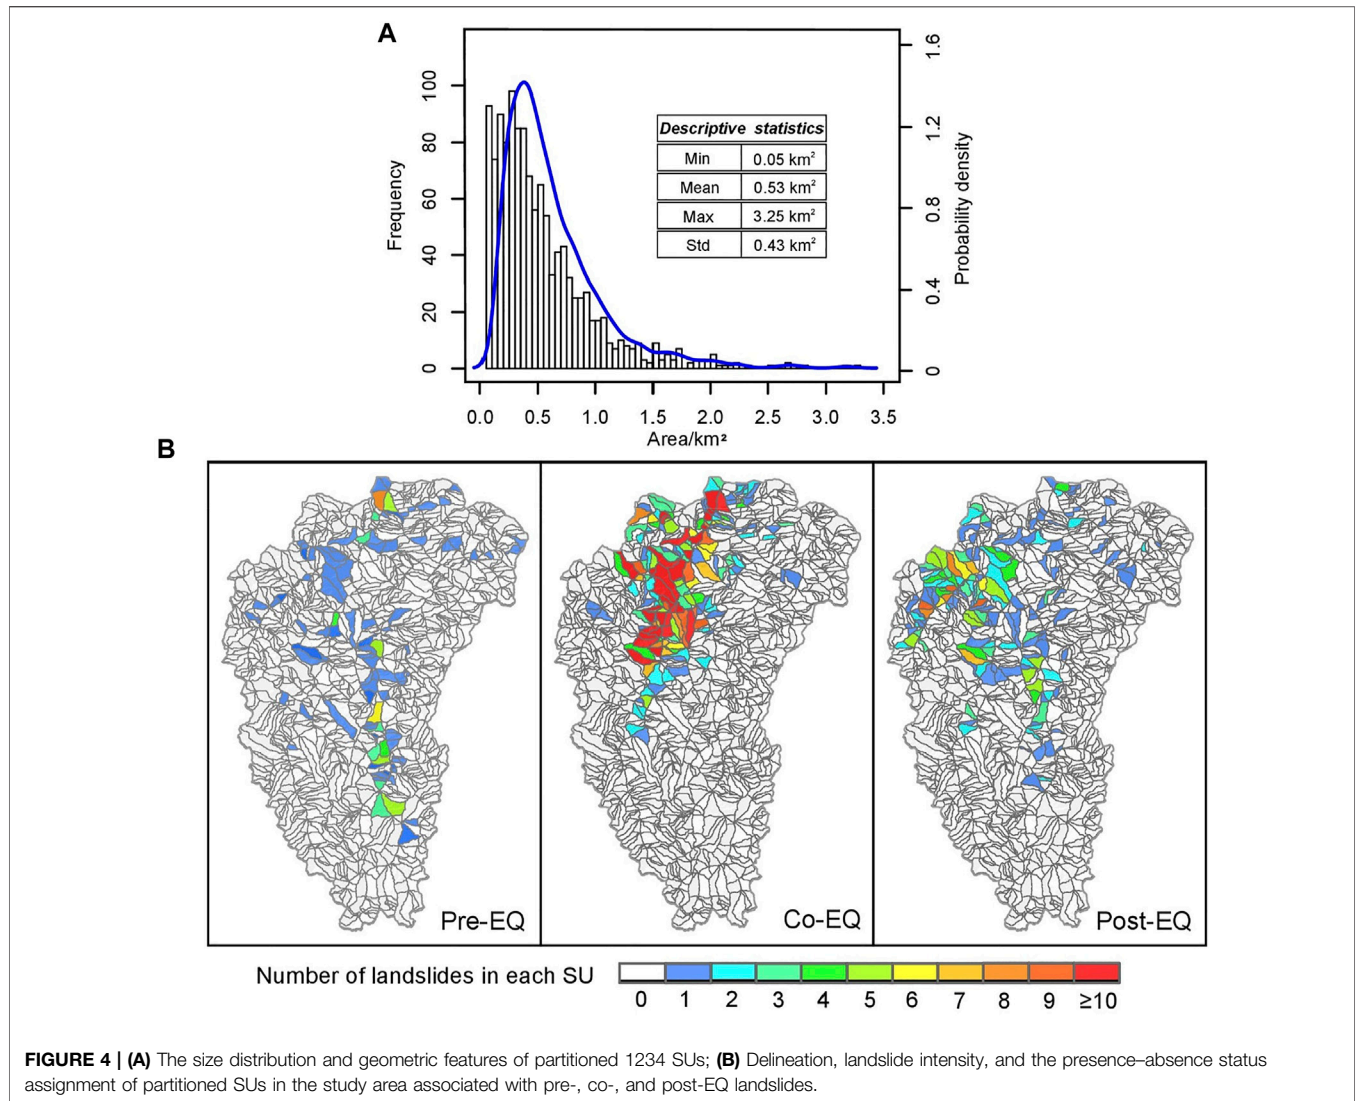 A
Frequency
100
80
60
40
20
0
1.6
1.2
0.8
0.4
0
Probability density
Descriptive statistics
Min 0.05 km²
Mean 0.53 km²
Max 3.25 km²
Std 0.43 km²
0.0 0.5 1.0 1.5 2.0 2.5 3.0 3.5
Area/km²
B
Pre-EQ Co-EQ Post-EQ
Number of landslides in each SU
0 1 2 3 4 5 6 7 8 9 ≥10
FIGURE 4 | (A) The size distribution and geometric features of partitioned 1234 SUs; (B) Delineation, landslide intensity, and the presence–absence status
assignment of partitioned SUs in the study area associated with pre-, co-, and post-EQ landslides.